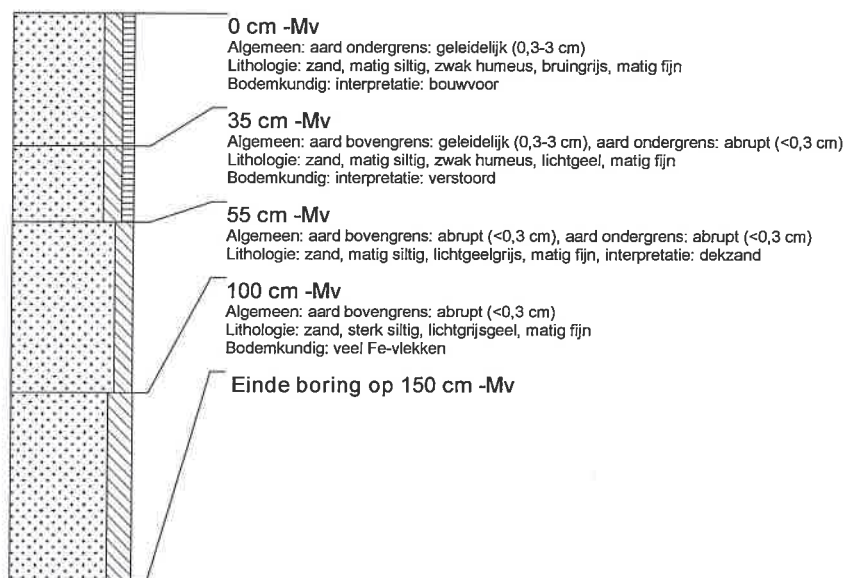 0 cm -Mv
Algemeen: aard ondergrens: geleidelijk (0,3-3 cm)
Lithologie: zand, matig siltig, zwak humeus, bruingrijs, matig fijn
Bodemkundig: interpretatie: bouwvoor
35 cm -Mv
Algemeen: aard bovengrens: geleidelijk (0,3-3 cm), aard ondergrens: abrupt (<0,3 cm)
Lithologie: zand, matig siltig, zwak humeus, lichtgeel, matig fijn
Bodemkundig: interpretatie: verstoord
55 cm -Mv
Algemeen: aard bovengrens: abrupt (<0,3 cm), aard ondergrens: abrupt (<0,3 cm)
Lithologie: zand, matig siltig, lichtgeelgrijs, matig fijn, interpretatie: dekzand
100 cm -Mv
Algemeen: aard bovengrens: abrupt (<0,3 cm)
Lithologie: zand, sterk siltig, lichtgrijsgeel, matig fijn
Bodemkundig: veel Fe-vlekken
Einde boring op 150 cm -Mv